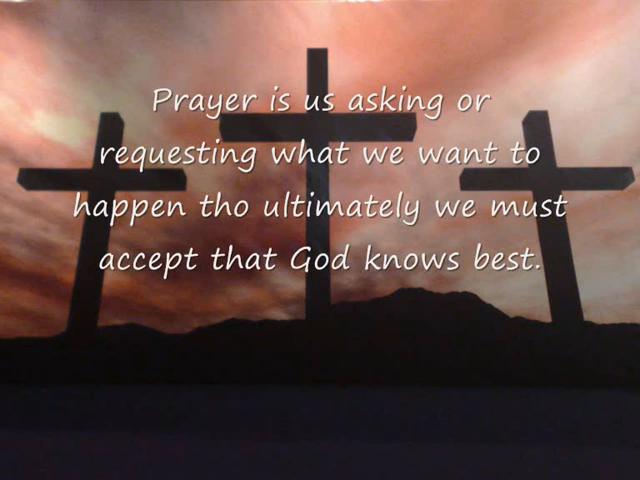 Prayer is us asking or
requesting what we want to
happen tho ultimately we must
accept that God knows best.